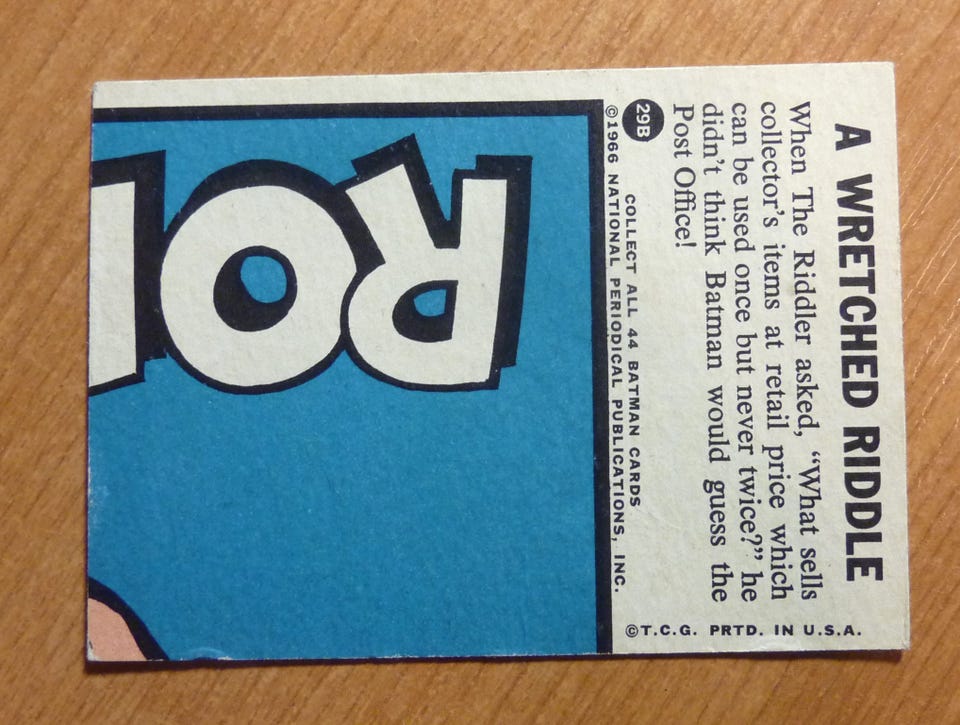 A WRETCHED RIDDLE
When The Riddler asked, “What sells
collector's items at retail price which
can be used once but never twice?” he
didn't think Batman would guess the
Post Office!
29B
COLLECT ALL 44 BATMAN CARDS
©1966 NATIONAL PERIODICAL PUBLICATIONS, INC.
©T.C.G. PRTD. IN U.S.A.
RO